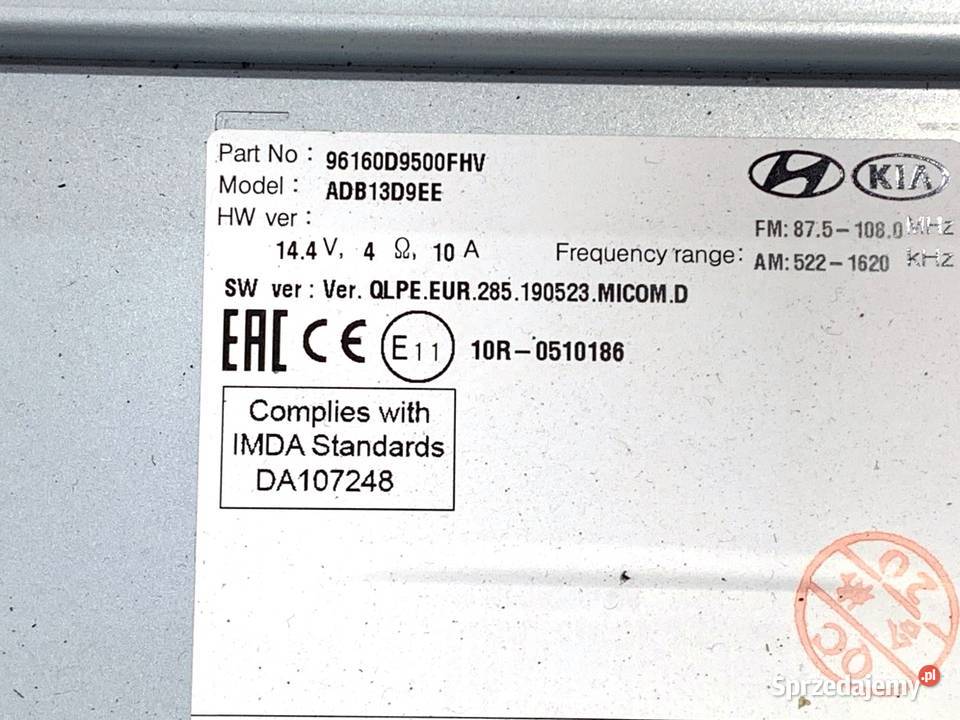 Part No : 96160D9500FHV
Model : ADB13D9EE
HW ver :
14.4 V, 4 Ω, 10 A
KIA
FM: 87.5-108.0 MHz
Frequency range: AM: 522-1620 kHz
SW ver : Ver. QLPE.EUR.285.190523.MICOM.D
EAC CE E11 10R-0510186
Complies with
IMDA Standards
DA107248
QC
Sprzedajemy.pl